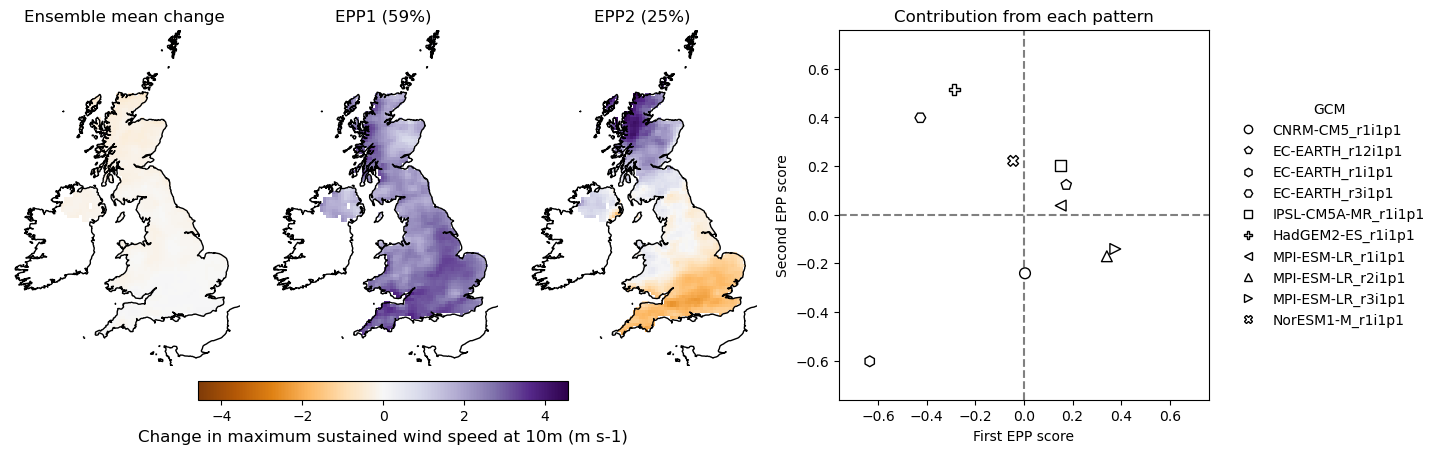 Ensemble mean change
EPP1 (59%)
EPP2 (25%)
−4 −2 0 2 4
Change in maximum sustained wind speed at 10m (m s-1)
Contribution from each pattern
Second EPP score
0.6
0.4
0.2
0.0
−0.2
−0.4
−0.6
−0.6 −0.4 −0.2 0.0 0.2 0.4 0.6
First EPP score
GCM
CNRM-CM5_r1i1p1
EC-EARTH_r12i1p1
EC-EARTH_r1i1p1
EC-EARTH_r3i1p1
IPSL-CM5A-MR_r1i1p1
HadGEM2-ES_r1i1p1
MPI-ESM-LR_r1i1p1
MPI-ESM-LR_r2i1p1
MPI-ESM-LR_r3i1p1
NorESM1-M_r1i1p1